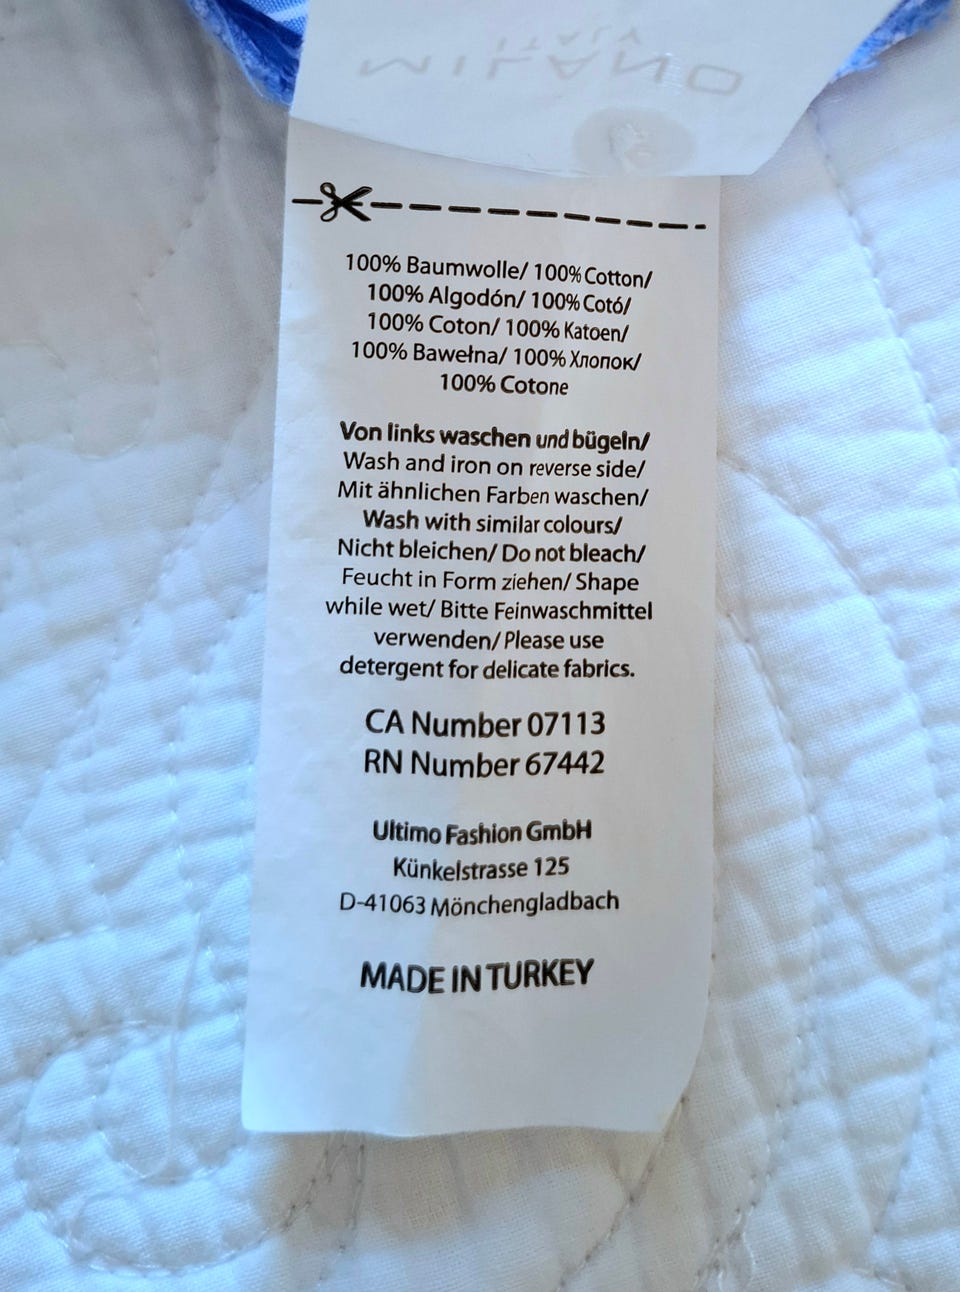 MILANO
ITALY
100% Baumwolle/ 100% Cotton/
100% Algodón/ 100% Cotó/
100% Coton/ 100% Katoen/
100% Bawełna/ 100% Хлопок/
100% Cotone
Von links waschen und bügeln/
Wash and iron on reverse side/
Mit ähnlichen Farben waschen/
Wash with similar colours/
Nicht bleichen/ Do not bleach/
Feucht in Form ziehen/ Shape
while wet/ Bitte Feinwaschmittel
verwenden/ Please use
detergent for delicate fabrics.
CA Number 07113
RN Number 67442
Ultimo Fashion GmbH
Künkelstrasse 125
D-41063 Mönchengladbach
MADE IN TURKEY